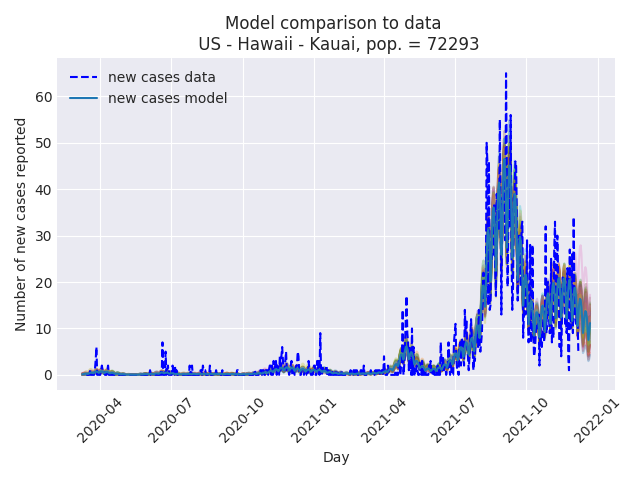 Model comparison to data
US - Hawaii - Kauai, pop. = 72293
new cases data
new cases model
Number of new cases reported
60
50
40
30
20
10
0
2020-04
2020-07
2020-10
2021-01
2021-04
2021-07
2021-10
2022-01
Day